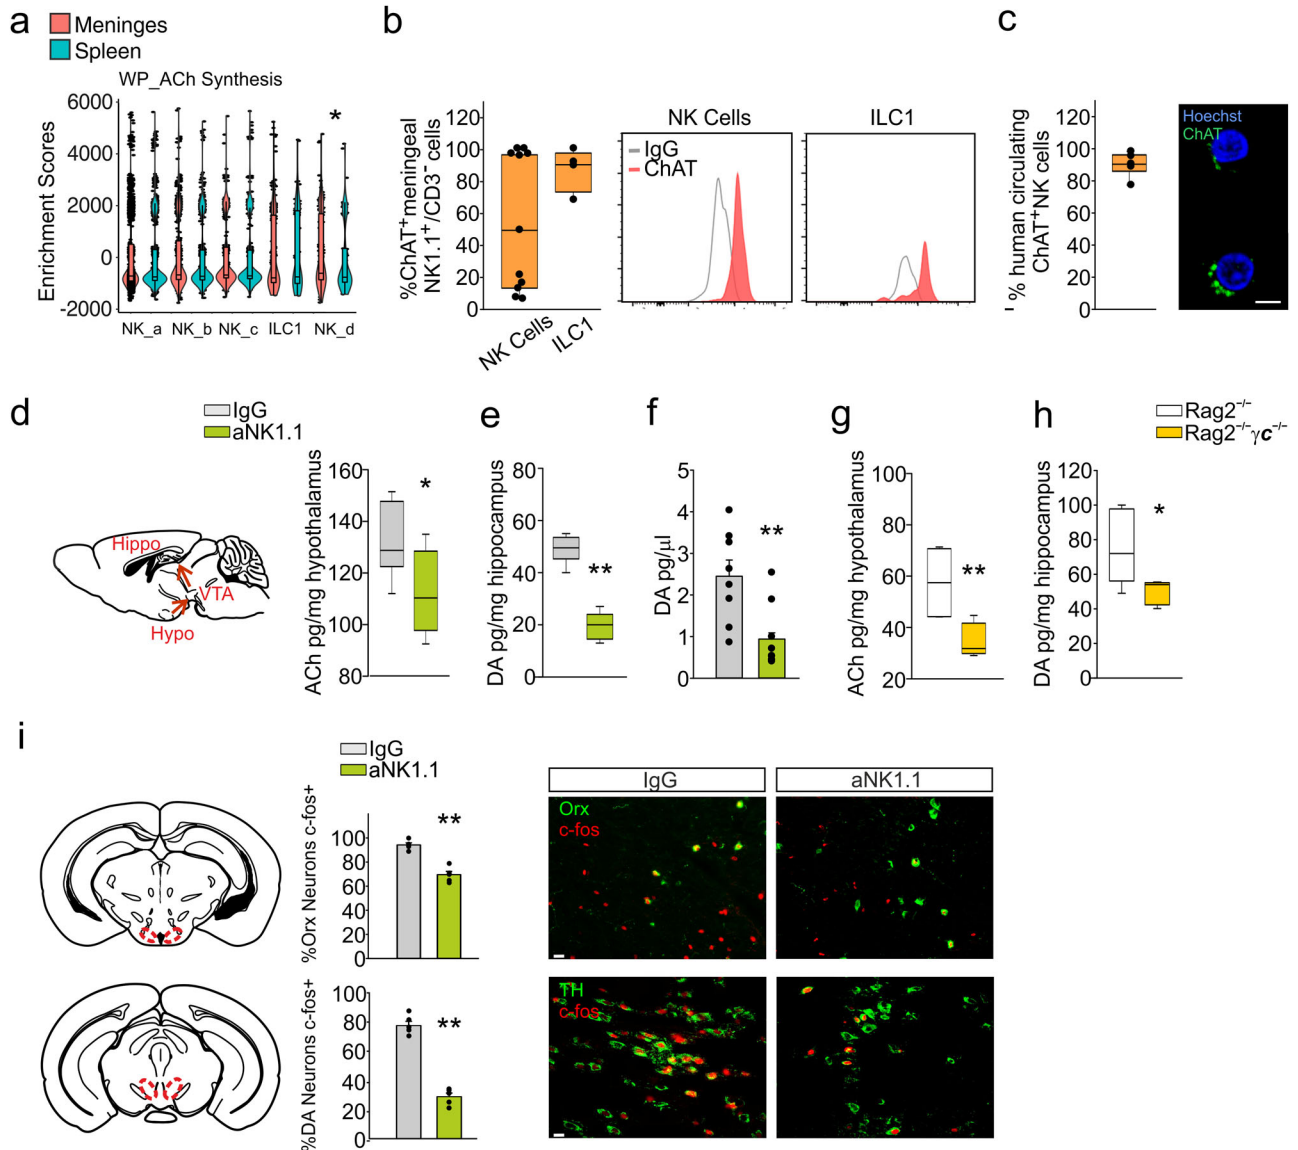 a
Meninges
Spleen
WP_ACh Synthesis
Enrichment Scores
6000
4000
2000
0
-2000
*
NK_a
NK_b
NK_c
ILC1
NK_d
b
%ChAT⁺meningeal
NK1.1⁺/CD3⁻ cells
120
100
80
60
40
20
0
NK Cells
ILC1
NK Cells
IgG
ChAT
ILC1
c
% human circulating
ChAT⁺NK cells
120
100
80
60
40
20
0
Hoechst
ChAT
d
IgG
aNK1.1
Hippo
VTA
Hypo
ACh pg/mg hypothalamus
160
140
120
100
80
*
e
DA pg/mg hippocampus
80
60
40
20
0
**
f
DA pg/µl
5
4
3
2
1
0
**
g
ACh pg/mg hypothalamus
100
80
60
40
20
**
h
Rag2⁻/⁻
Rag2⁻/⁻γc⁻/⁻
DA pg/mg hippocampus
120
100
80
60
40
20
0
*
i
IgG
aNK1.1
%Orx Neurons c-fos+
100
80
60
40
20
0
**
%DA Neurons c-fos+
100
80
60
40
20
0
**
IgG
aNK1.1
Orx
c-fos
TH
c-fos